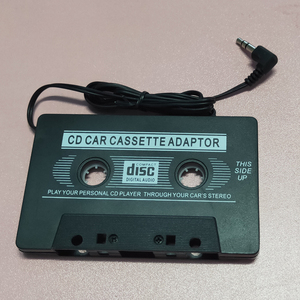 CD CAR CASSETTE ADAPTOR
COMPACT
disc
DIGITAL AUDIO
THIS
SIDE
UP
PLAY YOUR PERSONAL CD PLAYER THROUGH YOUR CAR'S STEREO